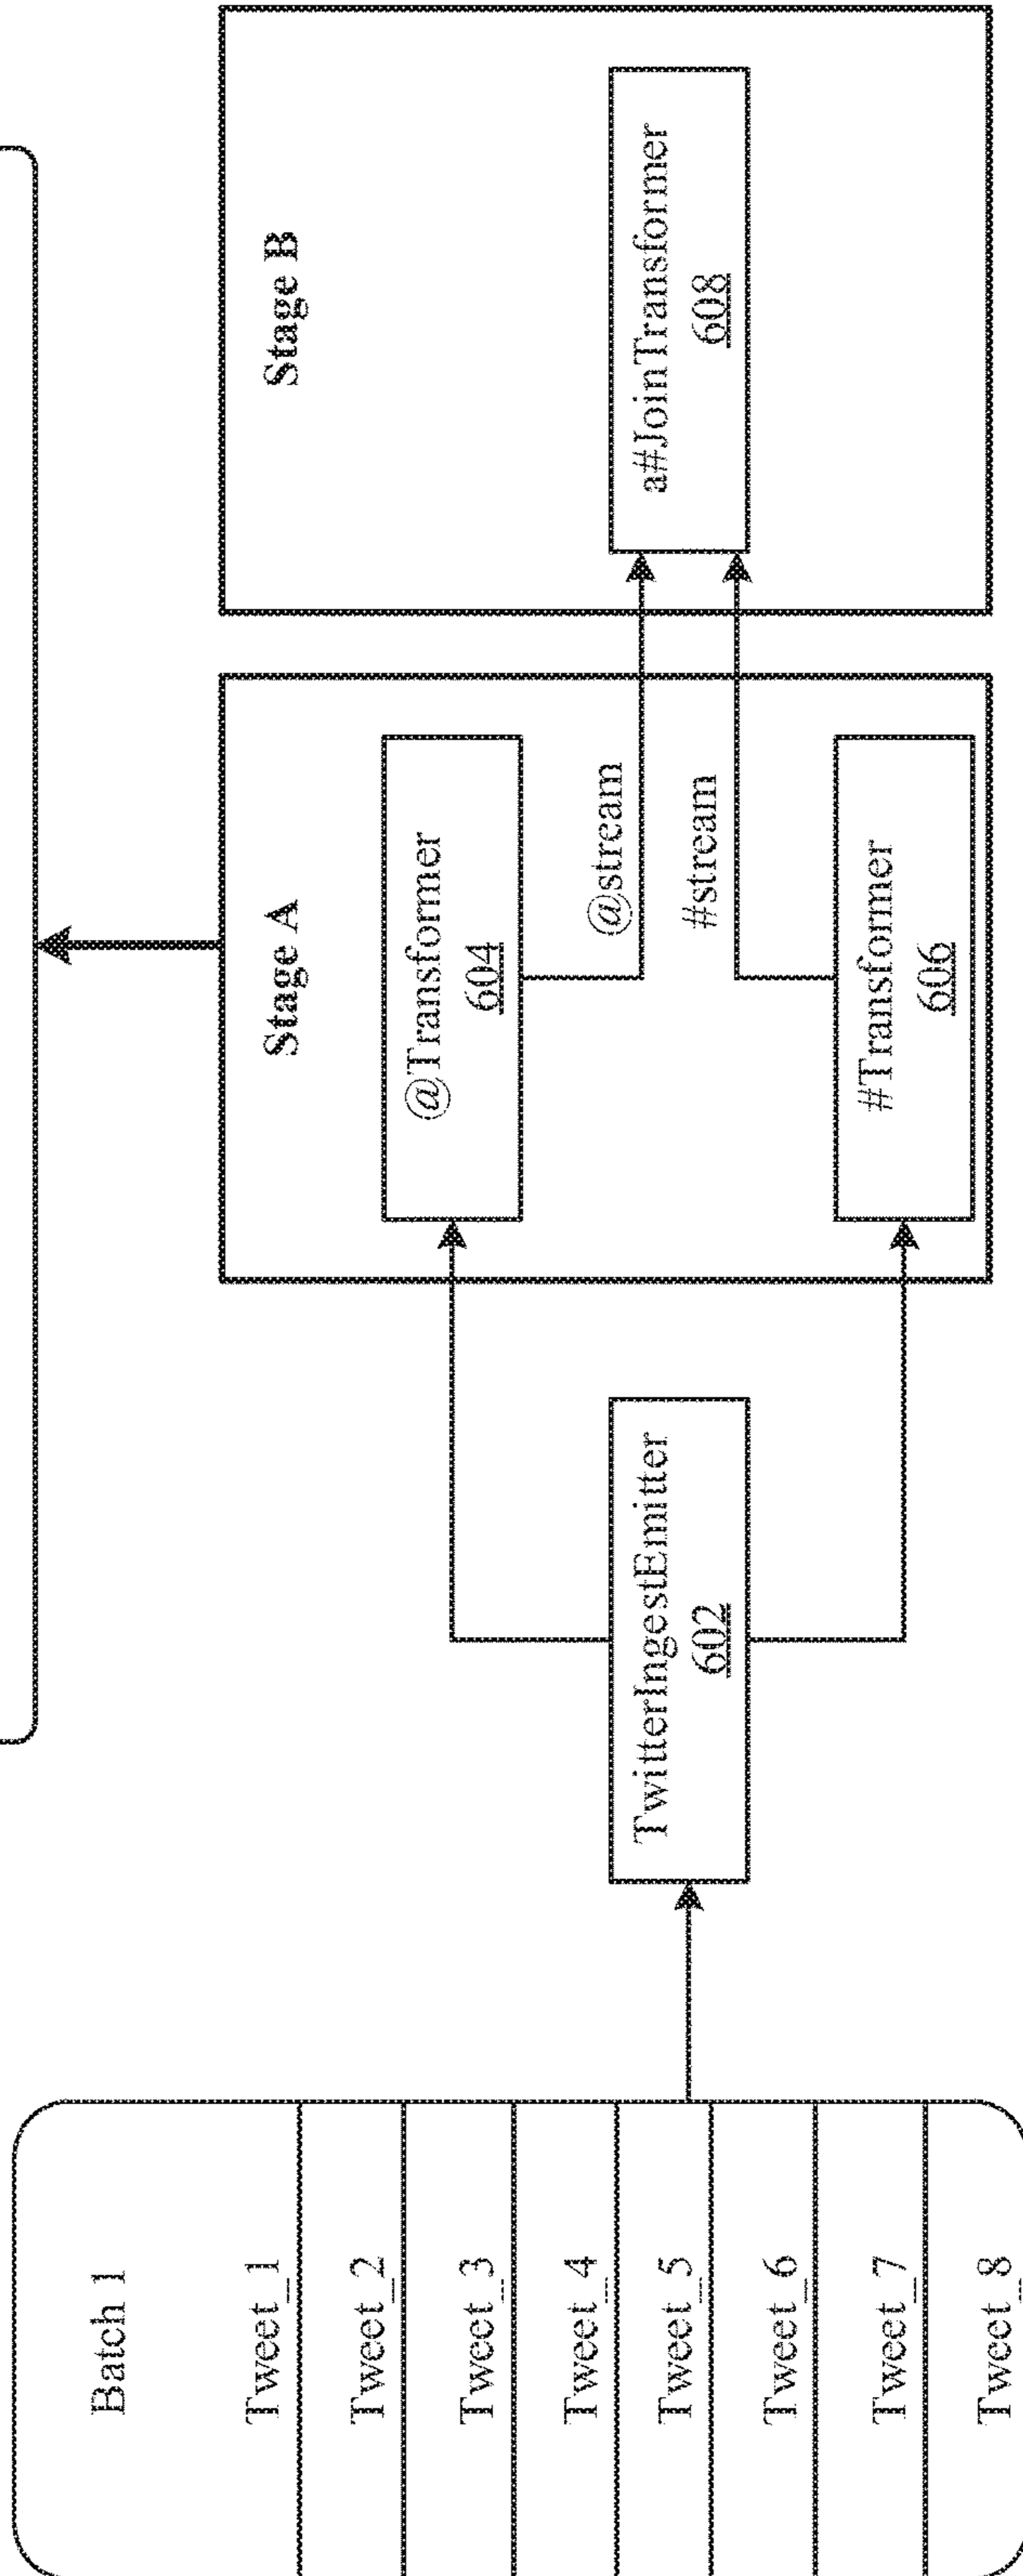 Batch 1
Tweet_1
Tweet_2
Tweet_3
Tweet_4
Tweet_5
Tweet_6
Tweet_7
Tweet_8
TwitterIngestEmitter
602
Stage A
@Transformer
604
@stream
#stream
#Transformer
606
Stage B
a#JoinTransformer
608